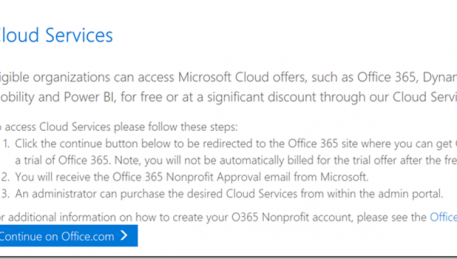 loud Services
igible organizations can access Microsoft Cloud offers, such as Office 365, Dynam
obility and Power BI, for free or at a significant discount through our Cloud Servi
o access Cloud Services please follow these steps:
1. Click the continue button below to be redirected to the Office 365 site where you can get O
a trial of Office 365. Note, you will not be automatically billed for the trial offer after the fre
2. You will receive the Office 365 Nonprofit Approval email from Microsoft.
3. An administrator can purchase the desired Cloud Services from within the admin portal.
or additional information on how to create your O365 Nonprofit account, please see the Office
Continue on Office.com >